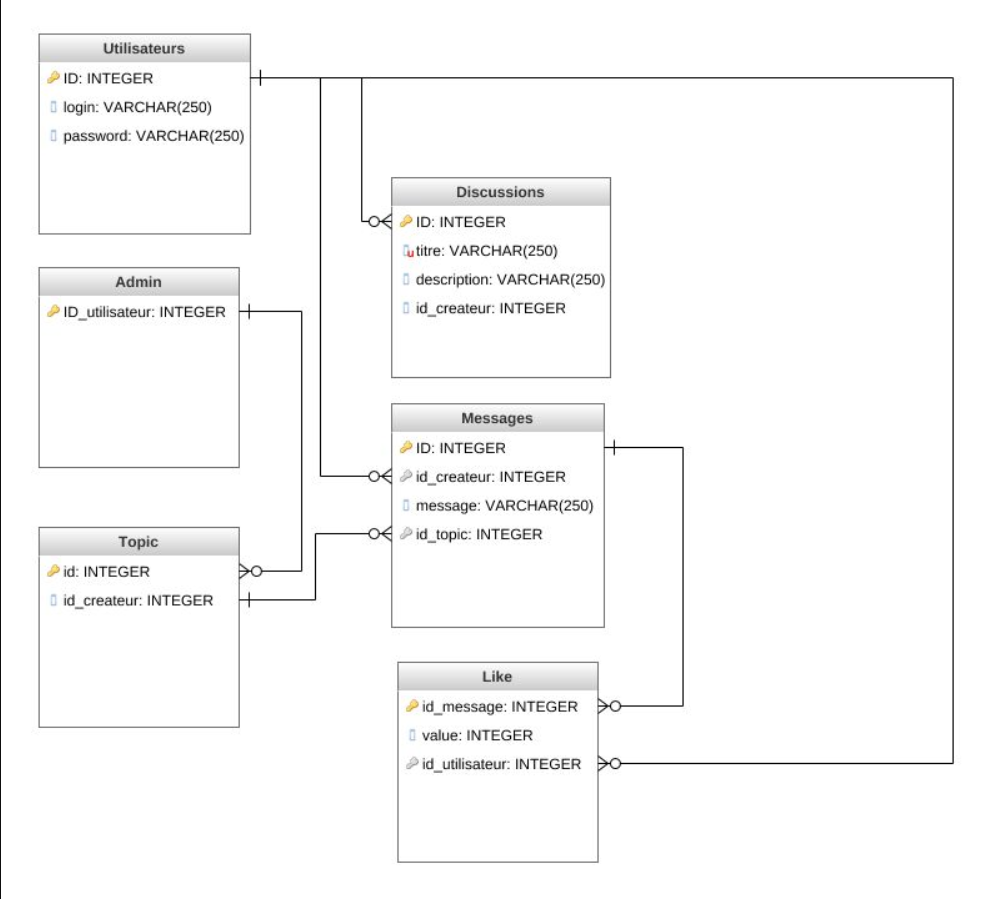 Utilisateurs
ID: INTEGER
login: VARCHAR(250)
password: VARCHAR(250)
Discussions
ID: INTEGER
titre: VARCHAR(250)
description: VARCHAR(250)
id_createur: INTEGER
Admin
ID_utilisateur: INTEGER
Messages
ID: INTEGER
id_createur: INTEGER
message: VARCHAR(250)
id_topic: INTEGER
Topic
id: INTEGER
id_createur: INTEGER
Like
id_message: INTEGER
value: INTEGER
id_utilisateur: INTEGER